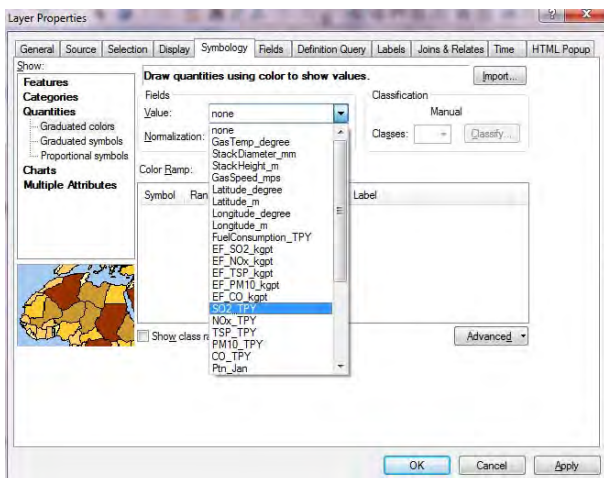 Layer Properties
General Source Selection Display Symbology Fields Definition Query Labels Joins & Relates Time HTML Popup
Show:
Features
Categories
Quantities
Graduated colors
Graduated symbols
Proportional symbols
Charts
Multiple Attributes
Draw quantities using color to show values.
Import...
Fields
Value: none
Normalization:
Classification
Manual
Classes:
Classify...
Color Ramp:
Symbol Ran Label
none
GasTemp_degree
StackDiameter_mm
StackHeight_m
GasSpeed_mps
Latitude_degree
Latitude_m
Longitude_degree
Longitude_m
FuelConsumption_TPY
EF_SO2_kgpt
EF_NOx_kgpt
EF_TSP_kgpt
EF_PM10_kgpt
EF_CO_kgpt
SO2_TPY
NOx_TPY
TSP_TPY
PM10_TPY
CO_TPY
Ptn_Jan
Show class r
Advanced
OK Cancel Apply